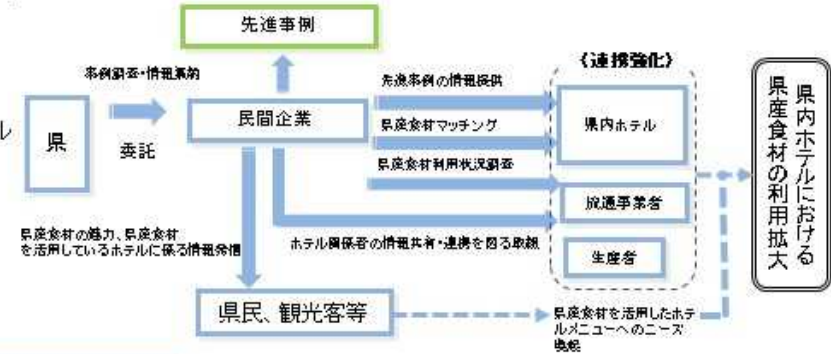 先進事例
〈連携強化〉
事例調査・情報集約
先進事例の情報提供
ル
県
委託
民間企業
県産食材マッチング
県内ホテル
県産食材利用状況調査
流通事業者
県産食材の魅力、県産食材
を活用しているホテルに係る情報発信
ホテル関係者の情報共有・連携を図る取組
生産者
県民、観光客等
県産食材を活用したホテ
ルメニューへのニーズ
喚起
県内ホテルにおける
県産食材の利用拡大